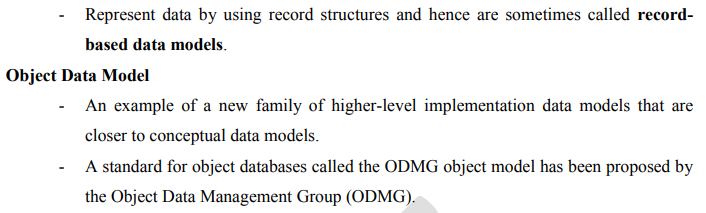 - Represent data by using record structures and hence are sometimes called record-
based data models.
Object Data Model
- An example of a new family of higher-level implementation data models that are
closer to conceptual data models.
- A standard for object databases called the ODMG object model has been proposed by
the Object Data Management Group (ODMG).